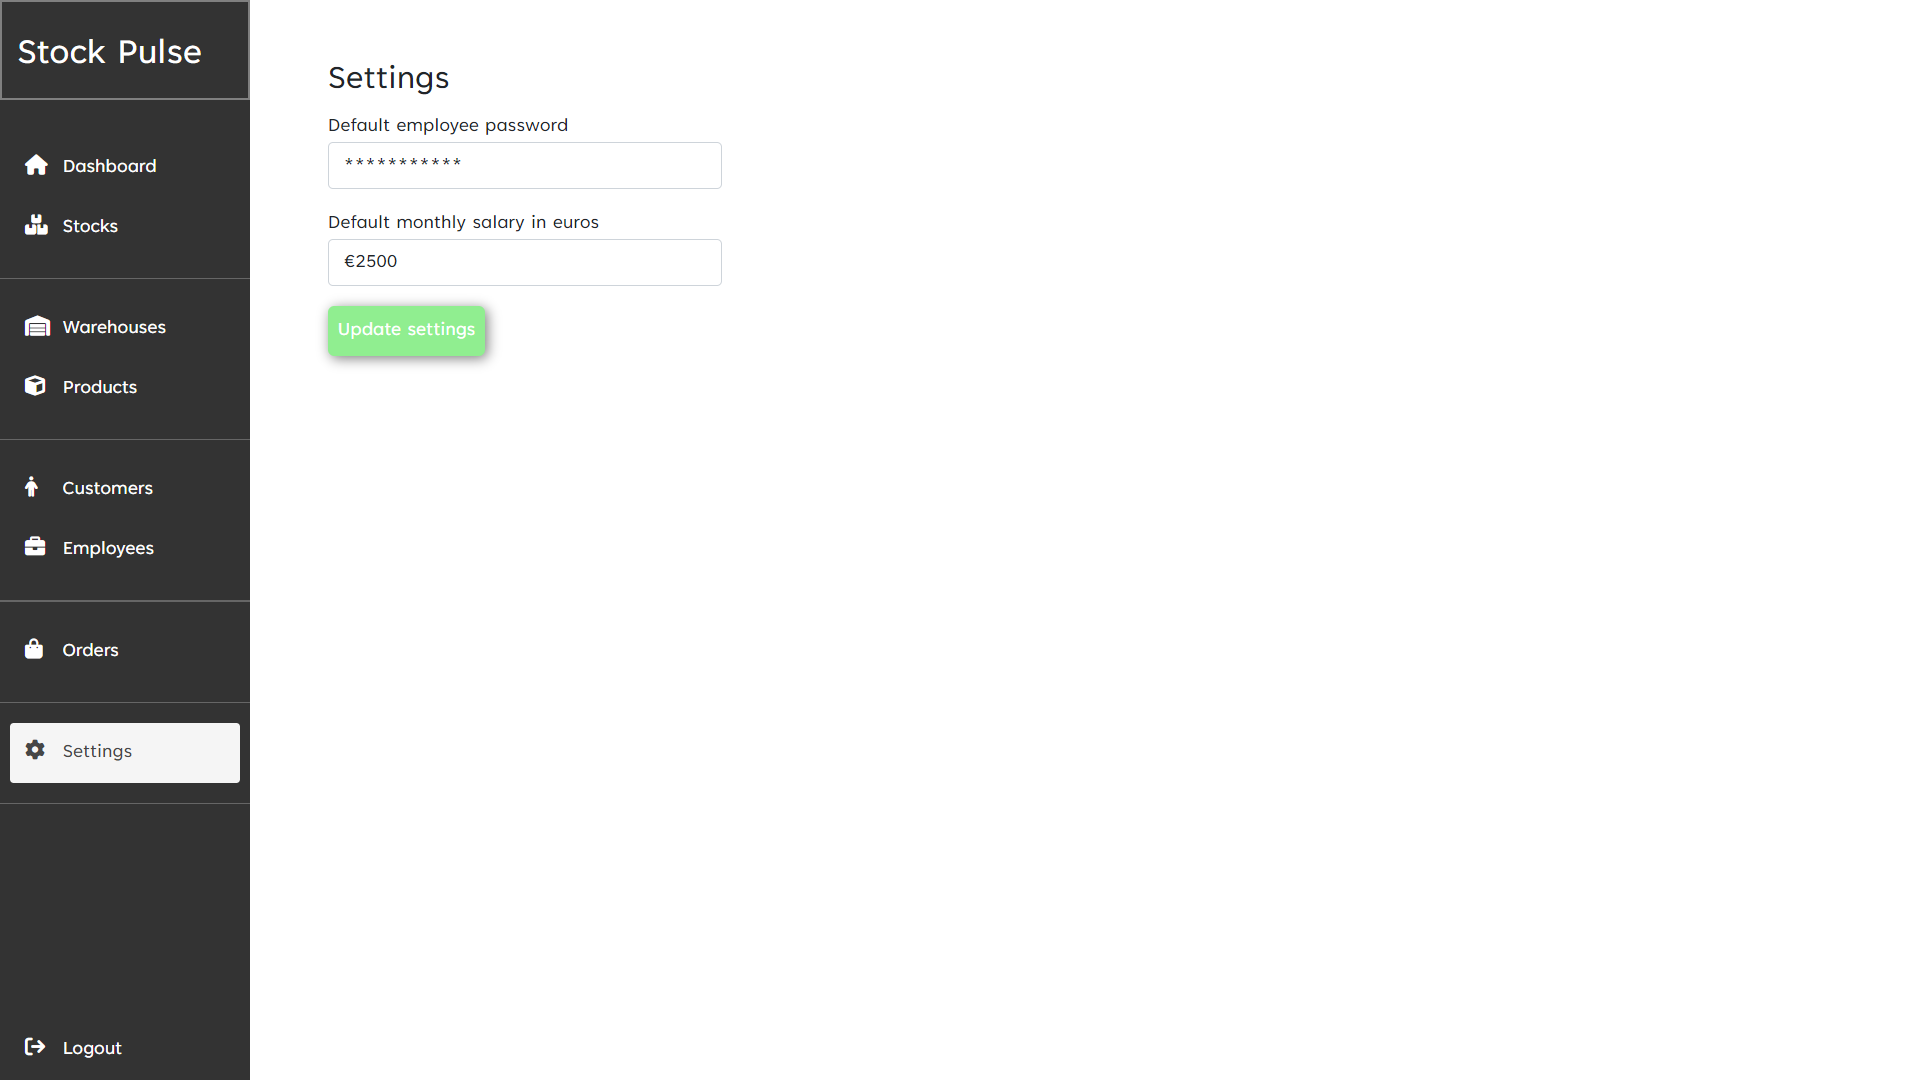 Stock Pulse
Dashboard
Stocks
Warehouses
Products
Customers
Employees
Orders
Settings
Logout
Settings
Default employee password
***********
Default monthly salary in euros
€2500
Update settings